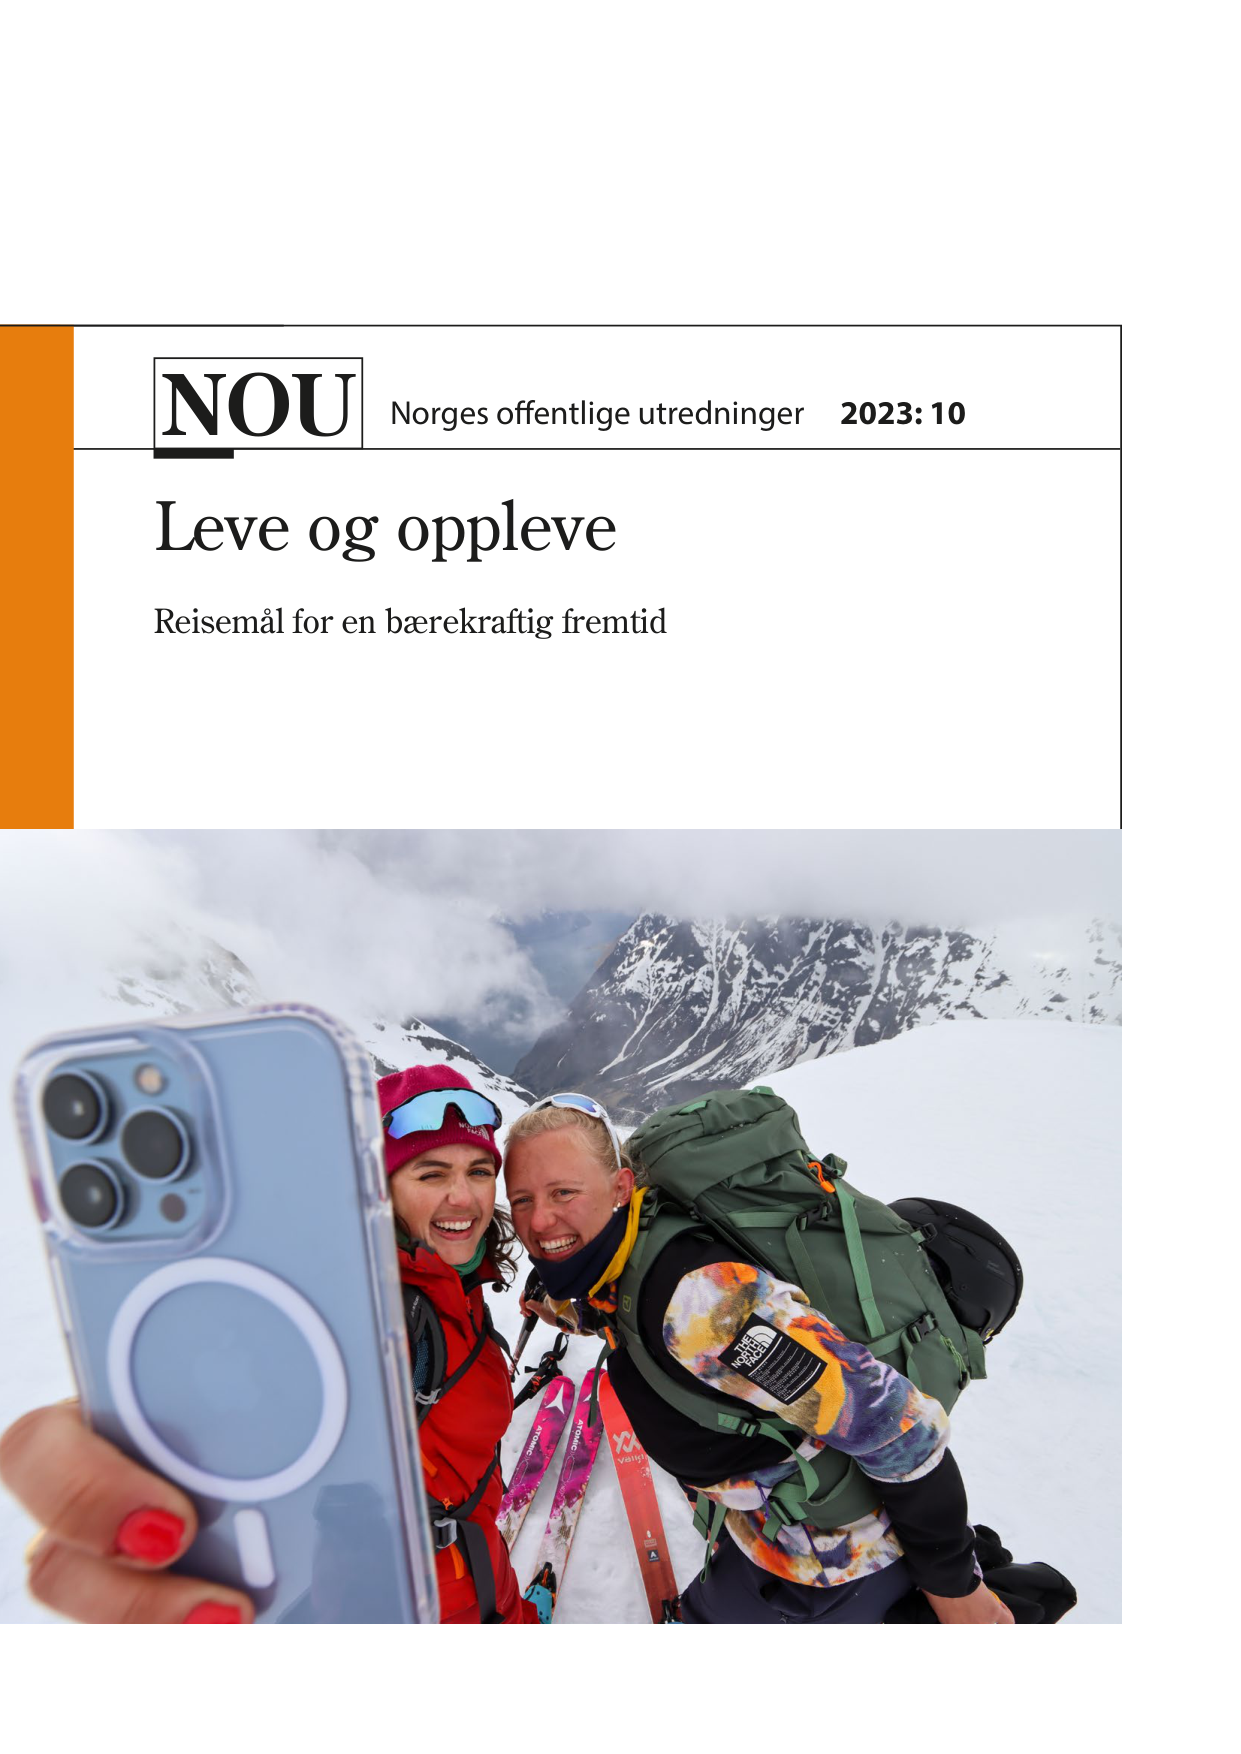 NOU
Norges offentlige utredninger 2023: 10
Leve og oppleve
Reisemål for en bærekraftig fremtid
THE
NORTH
FACE
ATOMIC
ATOMIC